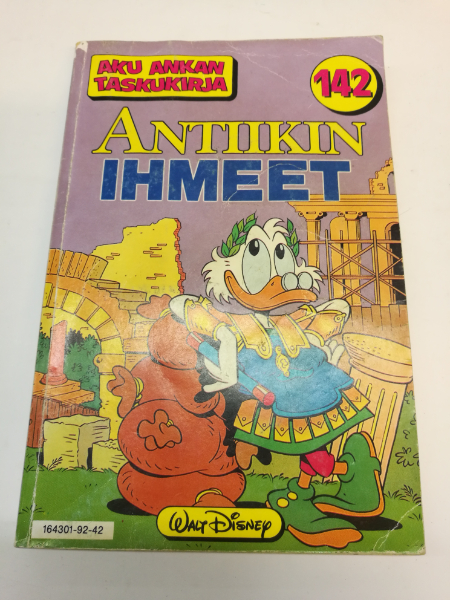 AKU ANKAN
TASKUKIRJA
142
ANTIIKIN
IHMEET
164301-92-42
WALT DISNEY